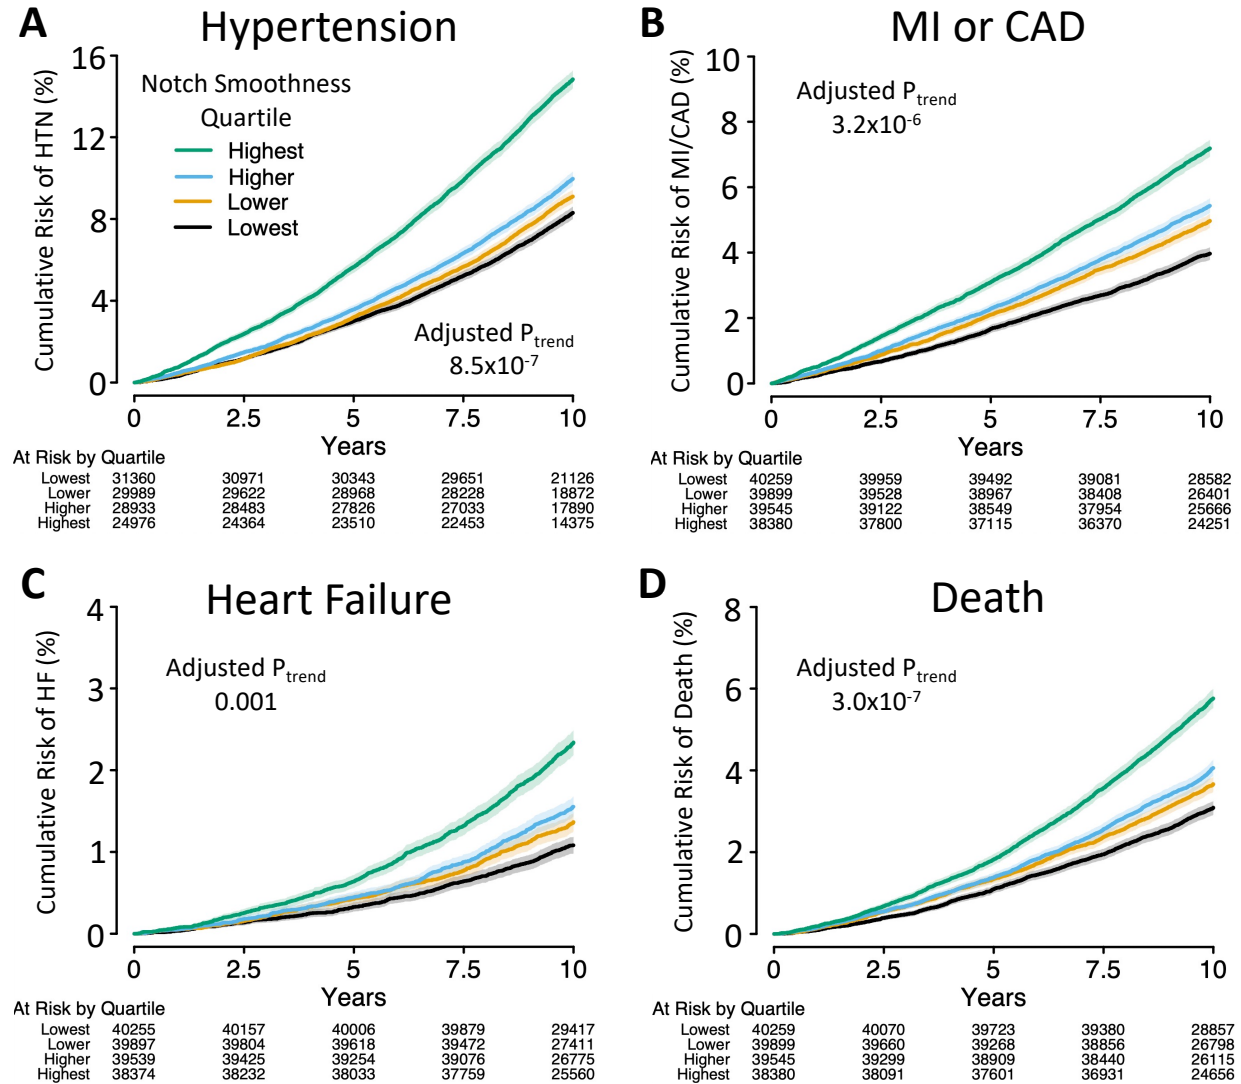 A
Hypertension
Cumulative Risk of HTN (%)
16
12
8
4
0
Notch Smoothness
Quartile
Highest
Higher
Lower
Lowest
Adjusted Ptrend
8.5x10-7
0 2.5 5 7.5 10
Years
At Risk by Quartile
Lowest 31360 30971 30343 29651 21126
Lower 29989 29622 28968 28228 18872
Higher 28933 28483 27826 27033 17890
Highest 24976 24364 23510 22453 14375
B
MI or CAD
Cumulative Risk of MI/CAD (%)
10
8
6
4
2
0
Adjusted Ptrend
3.2x10-6
0 2.5 5 7.5 10
Years
At Risk by Quartile
Lowest 40259 39959 39492 39081 28582
Lower 39899 39528 38967 38408 26401
Higher 39545 39122 38549 37954 25666
Highest 38380 37800 37115 36370 24251
C
Heart Failure
Cumulative Risk of HF (%)
4
3
2
1
0
Adjusted Ptrend
0.001
0 2.5 5 7.5 10
Years
At Risk by Quartile
Lowest 40255 40157 40006 39879 29417
Lower 39897 39804 39618 39472 27411
Higher 39539 39425 39254 39076 26775
Highest 38374 38232 38033 37759 25560
D
Death
Cumulative Risk of Death (%)
8
6
4
2
0
Adjusted Ptrend
3.0x10-7
0 2.5 5 7.5 10
Years
At Risk by Quartile
Lowest 40259 40070 39723 39380 28857
Lower 39899 39660 39268 38856 26798
Higher 39545 39299 38909 38440 26115
Highest 38380 38091 37601 36931 24656